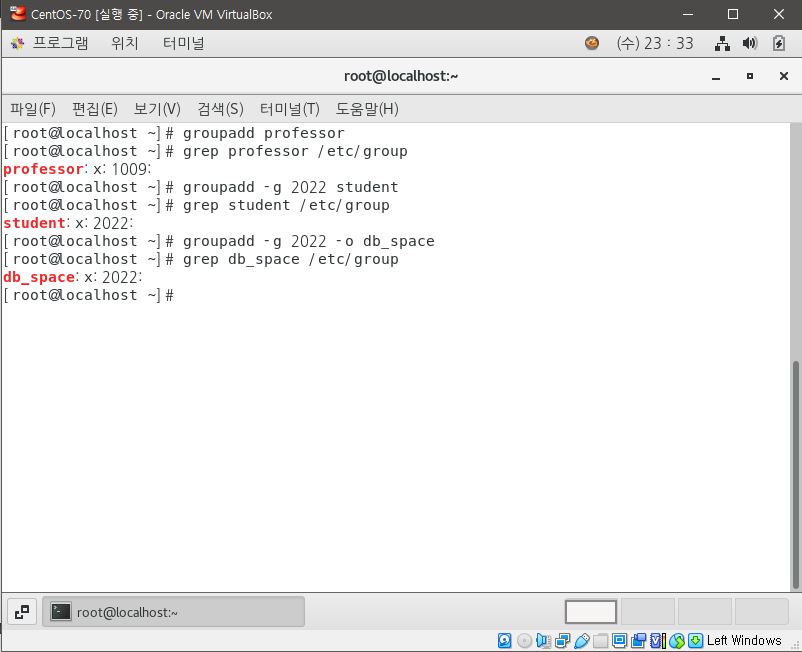 CentOS-70 [실행 중] - Oracle VM VirtualBox
프로그램 위치 터미널 (수) 23 : 33
root@localhost:~
파일(F) 편집(E) 보기(V) 검색(S) 터미널(T) 도움말(H)
[root@localhost ~]# groupadd professor
[root@localhost ~]# grep professor /etc/group
professor:x:1009:
[root@localhost ~]# groupadd -g 2022 student
[root@localhost ~]# grep student /etc/group
student:x:2022:
[root@localhost ~]# groupadd -g 2022 -o db_space
[root@localhost ~]# grep db_space /etc/group
db_space:x:2022:
[root@localhost ~]#
root@localhost:~
Left Windows